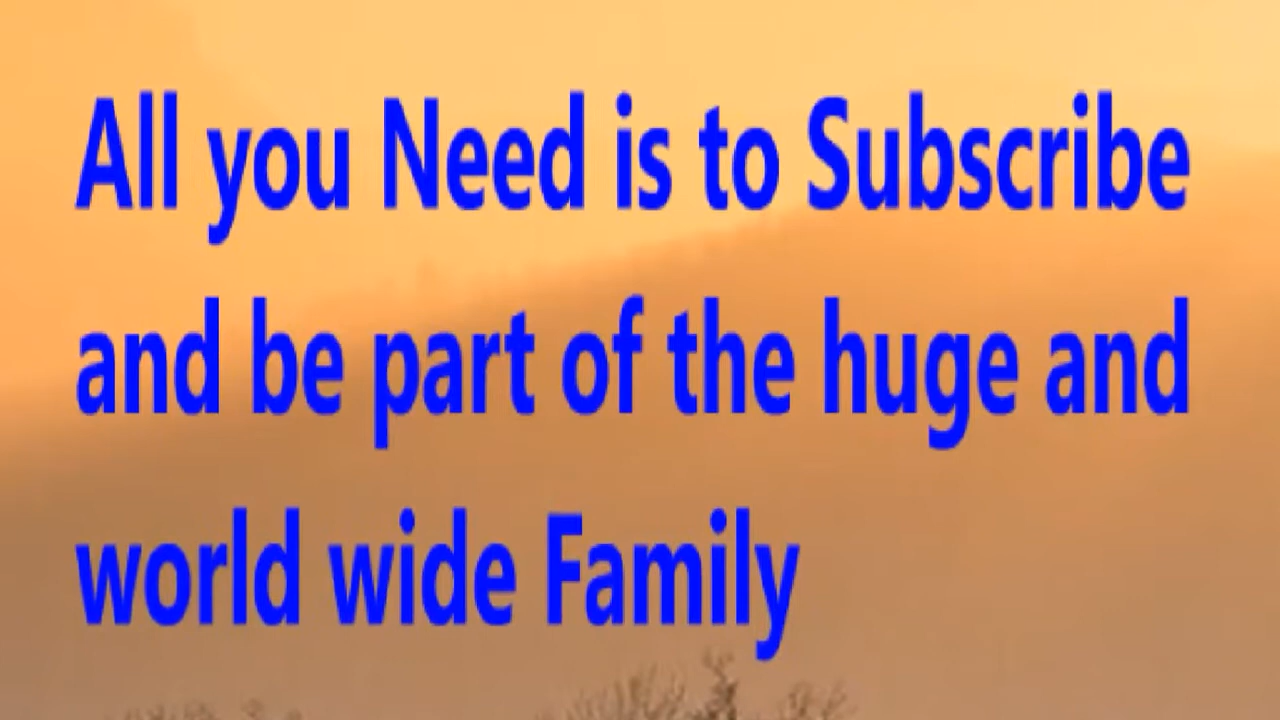 All you Need is to Subscribe
and be part of the huge and
world wide Family